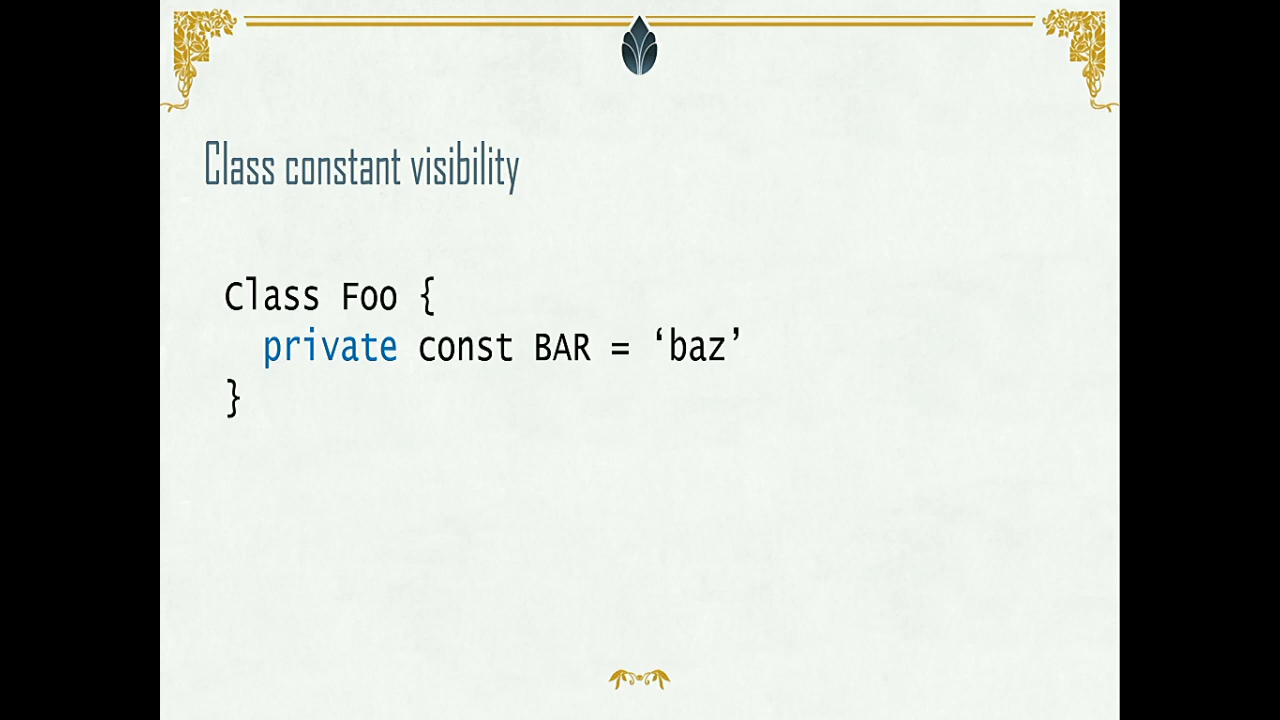 Class constant visibility
Class Foo {
  private const BAR = ‘baz’
}